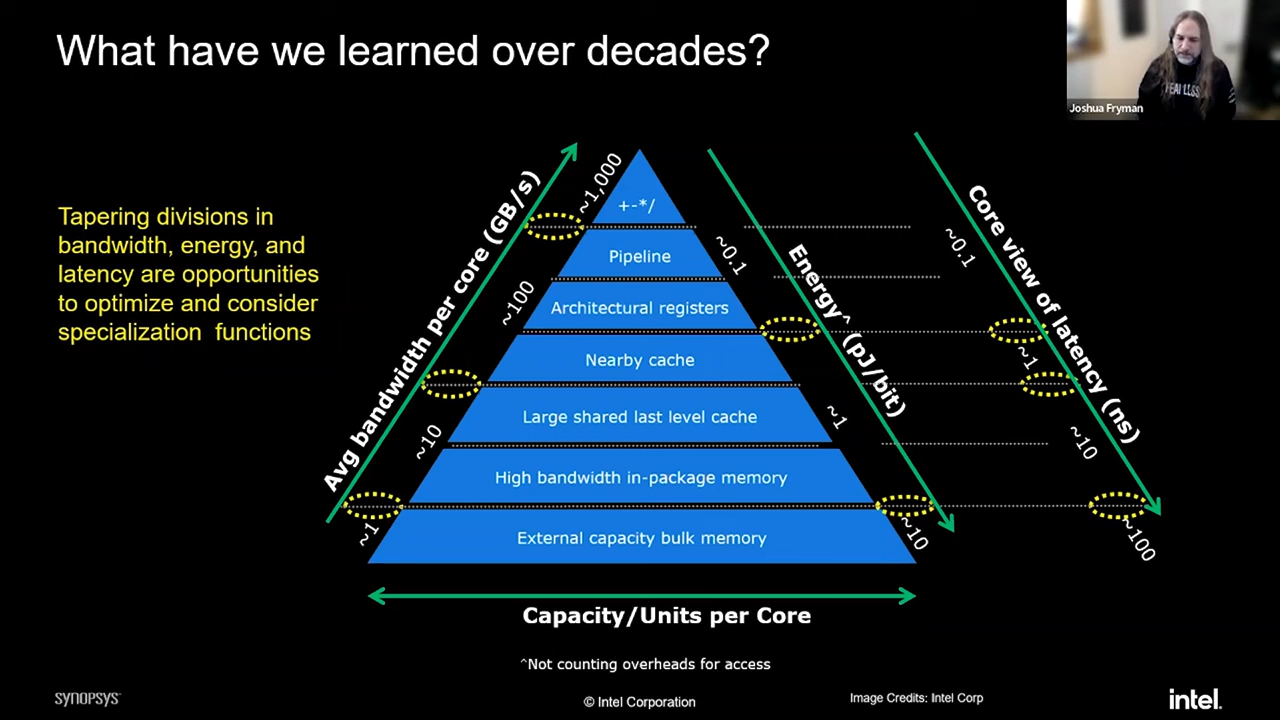 What have we learned over decades?
Joshua Fryman
FEARLESS
Tapering divisions in
bandwidth, energy, and
latency are opportunities
to optimize and consider
specialization functions
Avg bandwidth per core (GB/s)
~1,000
~100
~10
~1
+-*/
Pipeline
Architectural registers
Nearby cache
Large shared last level cache
High bandwidth in-package memory
External capacity bulk memory
Energy^ (pJ/bit)
~0.1
~1
~10
Core view of latency (ns)
~0.1
~1
~10
~100
Capacity/Units per Core
^Not counting overheads for access
SYNOPSYS
© Intel Corporation
Image Credits: Intel Corp
intel.